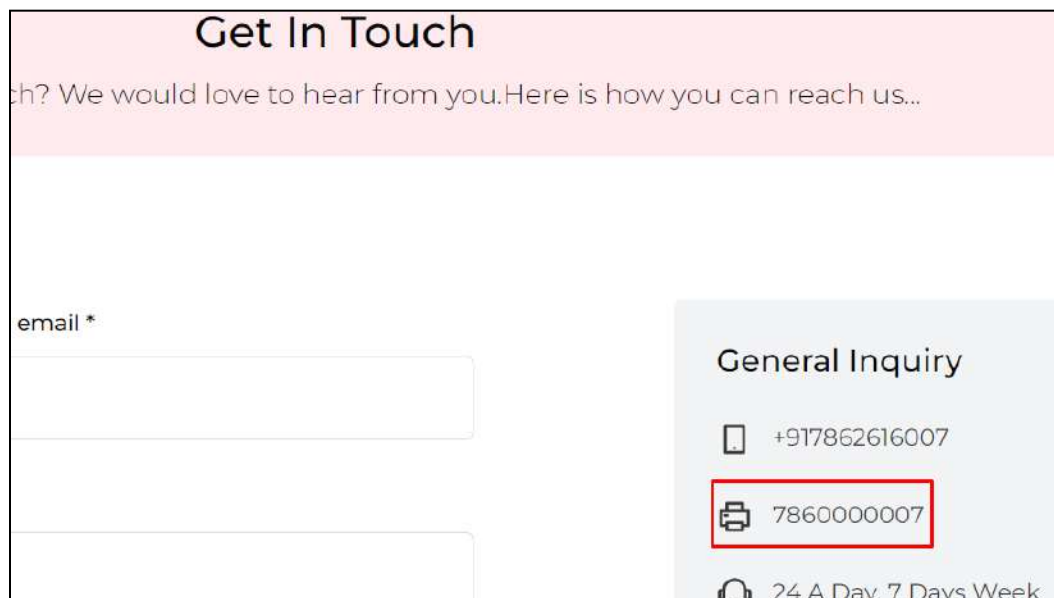 Get In Touch
ch? We would love to hear from you.Here is how you can reach us...
email *
General Inquiry
+917862616007
7860000007
24 A Day, 7 Days Week